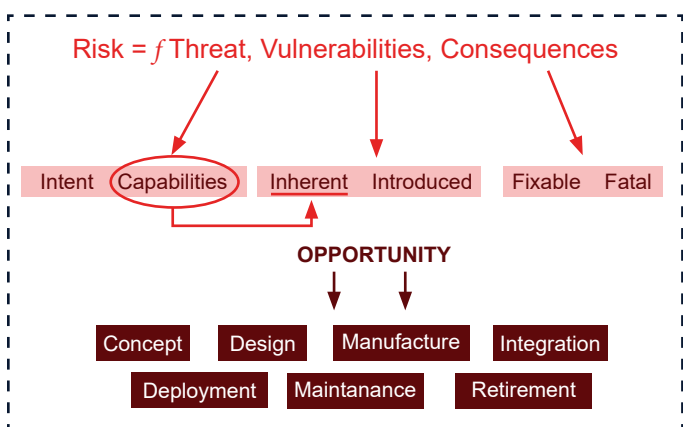 Risk = f Threat, Vulnerabilities, Consequences
Intent Capabilities Inherent Introduced Fixable Fatal
OPPORTUNITY
Concept Design Manufacture Integration
Deployment Maintanance Retirement